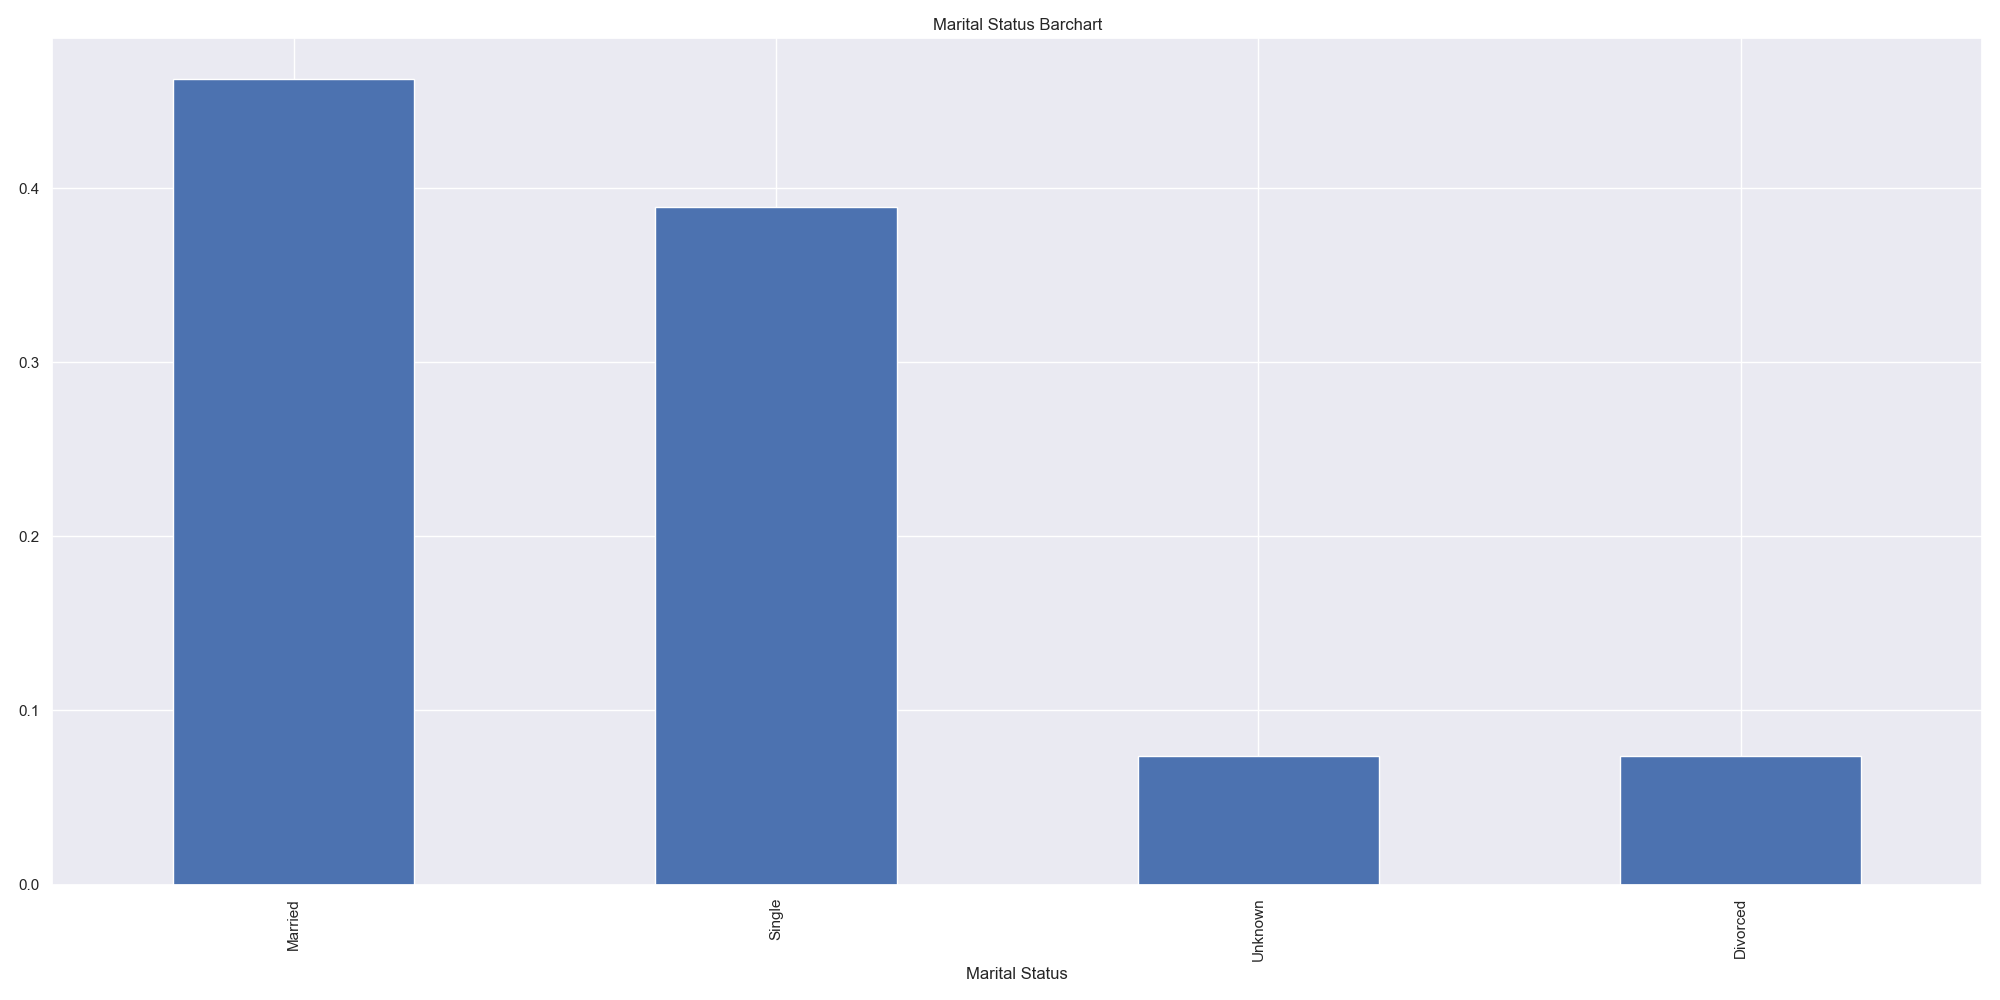 Marital Status Barchart
0.4
0.3
0.2
0.1
0.0
Married
Single
Unknown
Divorced
Marital Status